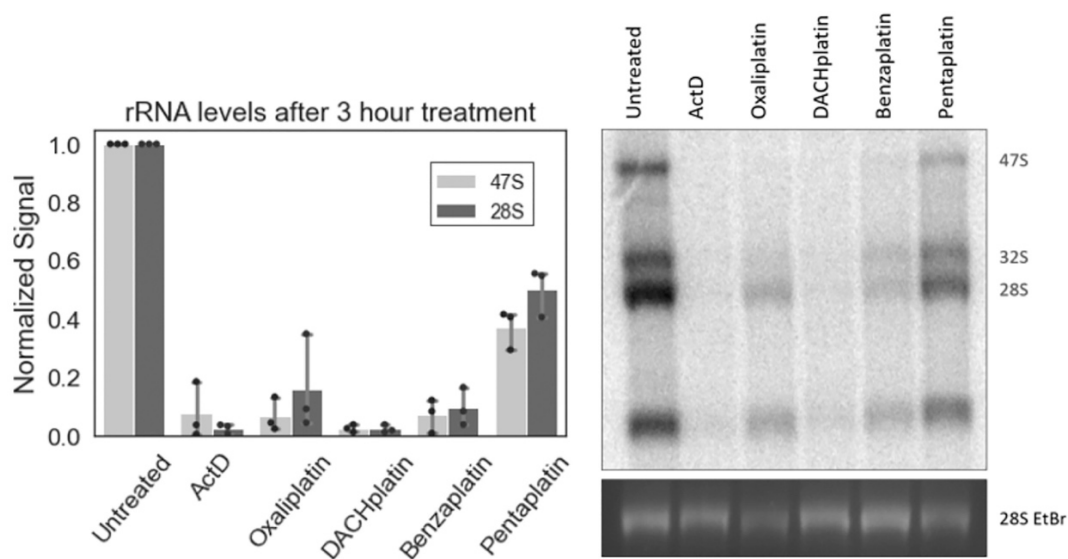 rRNA levels after 3 hour treatment
Normalized Signal
1.0
0.8
0.6
0.4
0.2
0.0
47S
28S
Untreated
ActD
Oxaliplatin
DACHplatin
Benzaplatin
Pentaplatin
Untreated
ActD
Oxaliplatin
DACHplatin
Benzaplatin
Pentaplatin
47S
32S
28S
28S EtBr